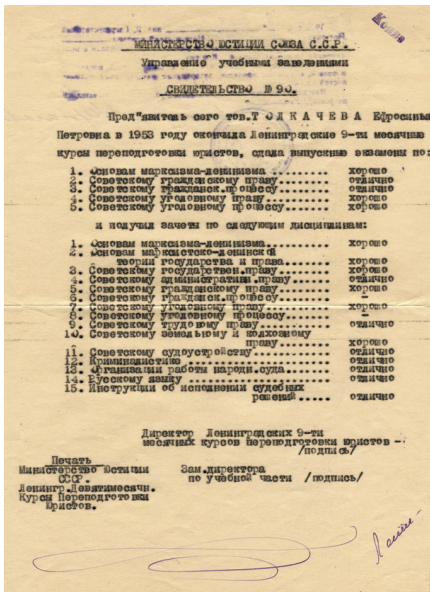 Копия
МИНИСТЕРСТВО ЮСТИЦИИ СОЮЗА С.С.Р.
Управление учебными заведениями
СВИДЕТЕЛЬСТВО № 90.
Пред"явитель сего тов. ТОЛКАЧЕВА Ефросинья
Петровна в 1953 году окончила Ленинградские 9-ти месячные
курсы переподготовки юристов, сдала выпускные экзамены по:
1. Основам марксизма-ленинизма....... хорошо
2. Советскому гражданскому праву..... отлично
3. Советскому гражданск.процессу..... отлично
4. Советскому уголовному праву....... хорошо
5. Советскому уголовному процессу.... хорошо
и получил зачеты по следующим дисциплинам:
1. Основам марксизма-ленинизма........ хорошо
2. Основам марксистско-ленинской
теории государства и права.... хорошо
3. Советскому государствен.праву...... хорошо
4. Советскому административн.праву.... отлично
5. Советскому гражданскому праву...... хорошо
6. Советскому гражданск.процессу......
7. Советскому уголовному праву........ хорошо
8. Советскому уголовному процессу..... –
9. Советскому трудовому праву......... отлично
10. Советскому земельному и колхозному
праву.......... хорошо
11. Советскому судоустройству.......... отлично
12. Криминалистике..................... отлично
13. Организации работы народн.суда..... отлично
14. Русскому языку..................... отлично
15. Инструкции об исполнении судебных
решений..... отлично
Директор Ленинградских 9-ти
месячных курсов переподготовки юристов -
/подпись/
Печать
Министерство Юстиции
СССР.
Ленингр.Девятимесячн.
Курсы Переподготовки
Юристов.
Зам.директора
по учебной части /подпись/